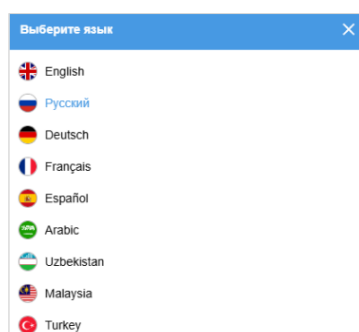 Выберите язык
English
Русский
Deutsch
Français
Español
Arabic
Uzbekistan
Malaysia
Turkey